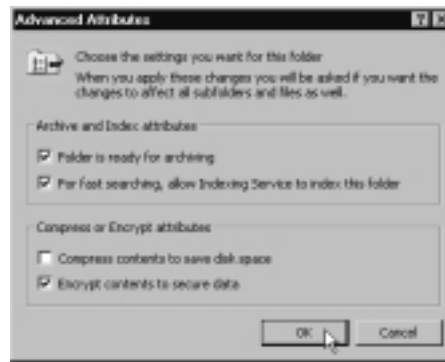 Advanced Attributes
Choose the settings you want for this folder
When you apply these changes you will be asked if you want the
changes to affect all subfolders and files as well.
Archive and Index attributes
Folder is ready for archiving
For fast searching, allow Indexing Service to index this folder
Compress or Encrypt attributes
Compress contents to save disk space
Encrypt contents to secure data
OK
Cancel